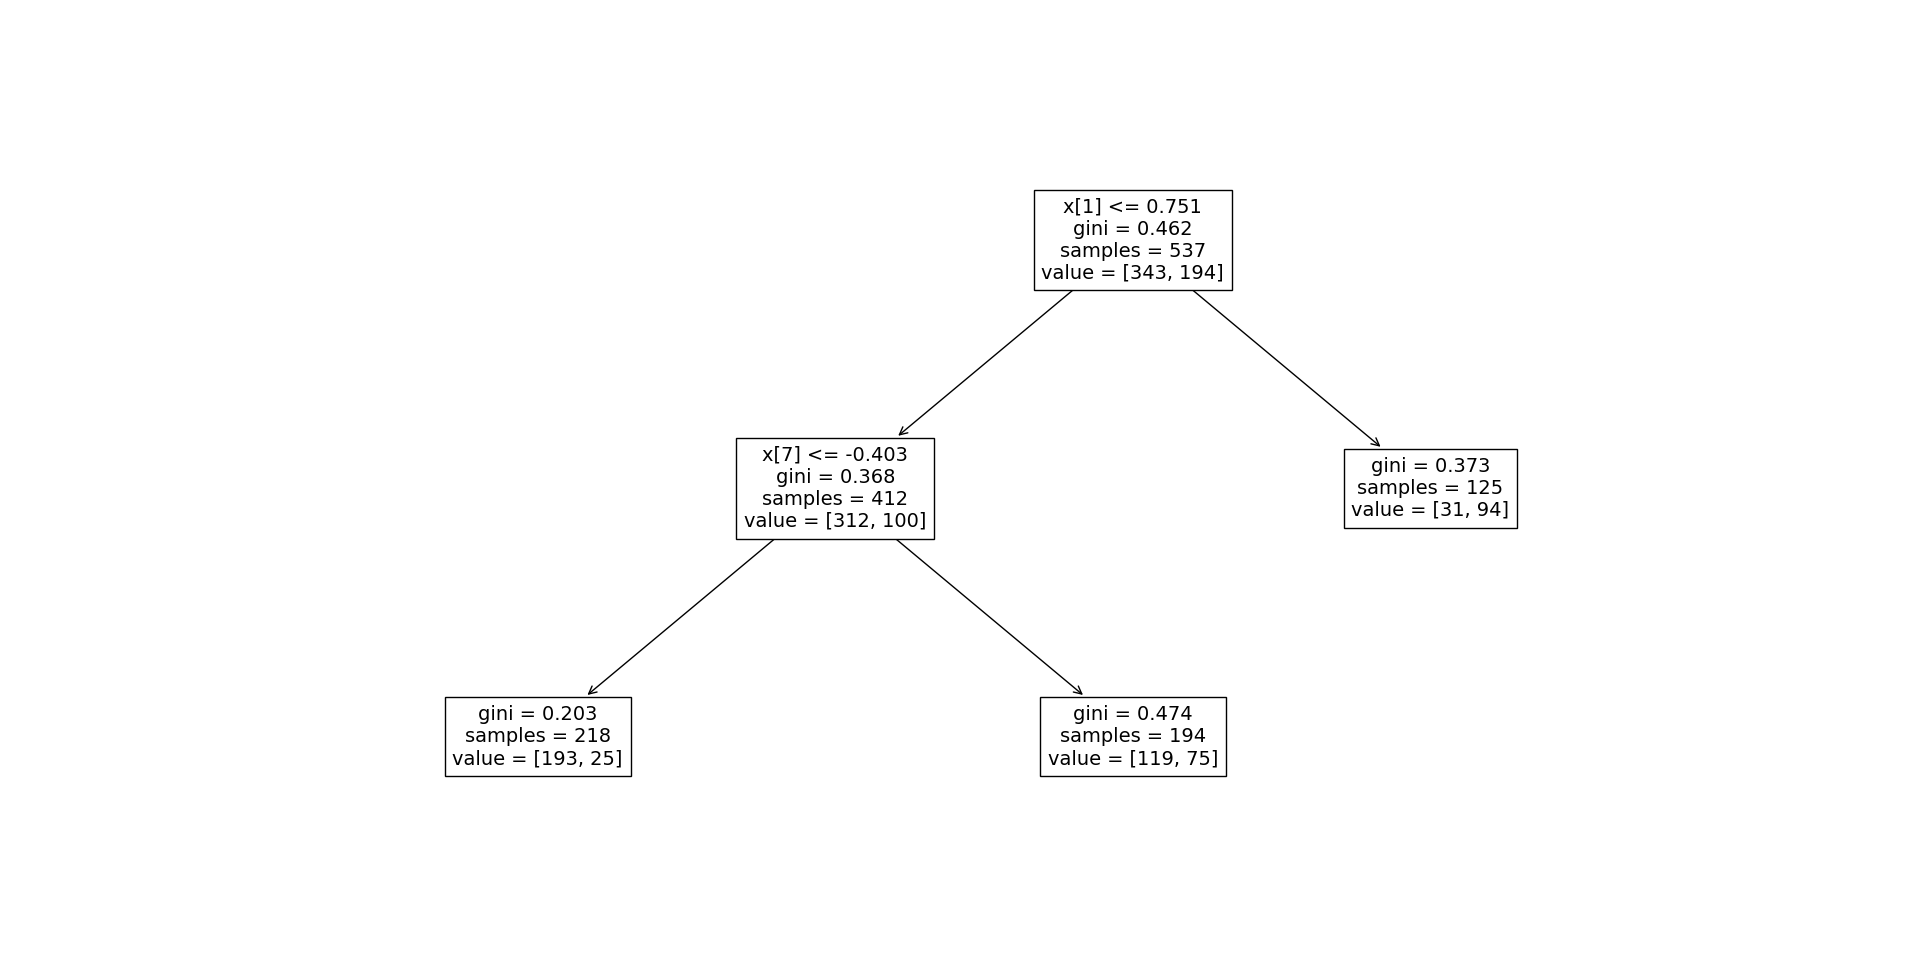 x[1] <= 0.751
gini = 0.462
samples = 537
value = [343, 194]
x[7] <= -0.403
gini = 0.368
samples = 412
value = [312, 100]
gini = 0.373
samples = 125
value = [31, 94]
gini = 0.203
samples = 218
value = [193, 25]
gini = 0.474
samples = 194
value = [119, 75]